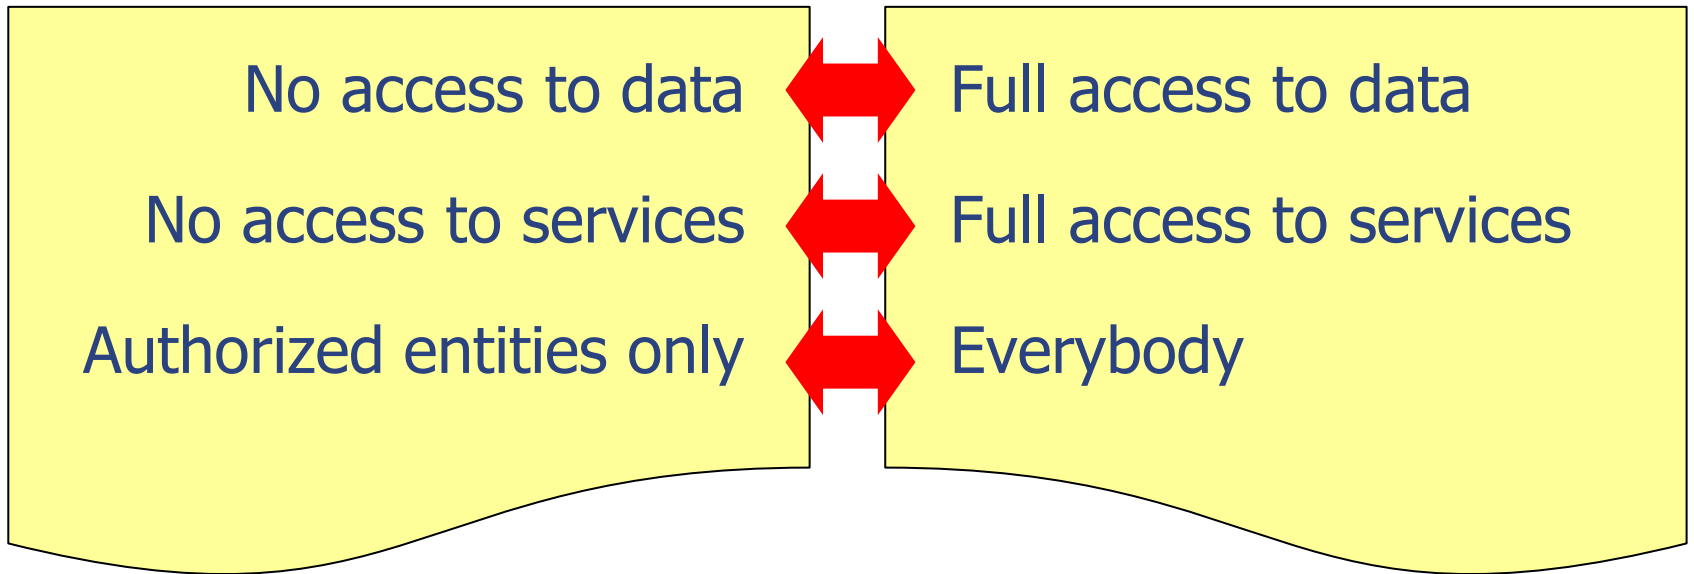 No access to data
Full access to data
No access to services
Full access to services
Authorized entities only
Everybody